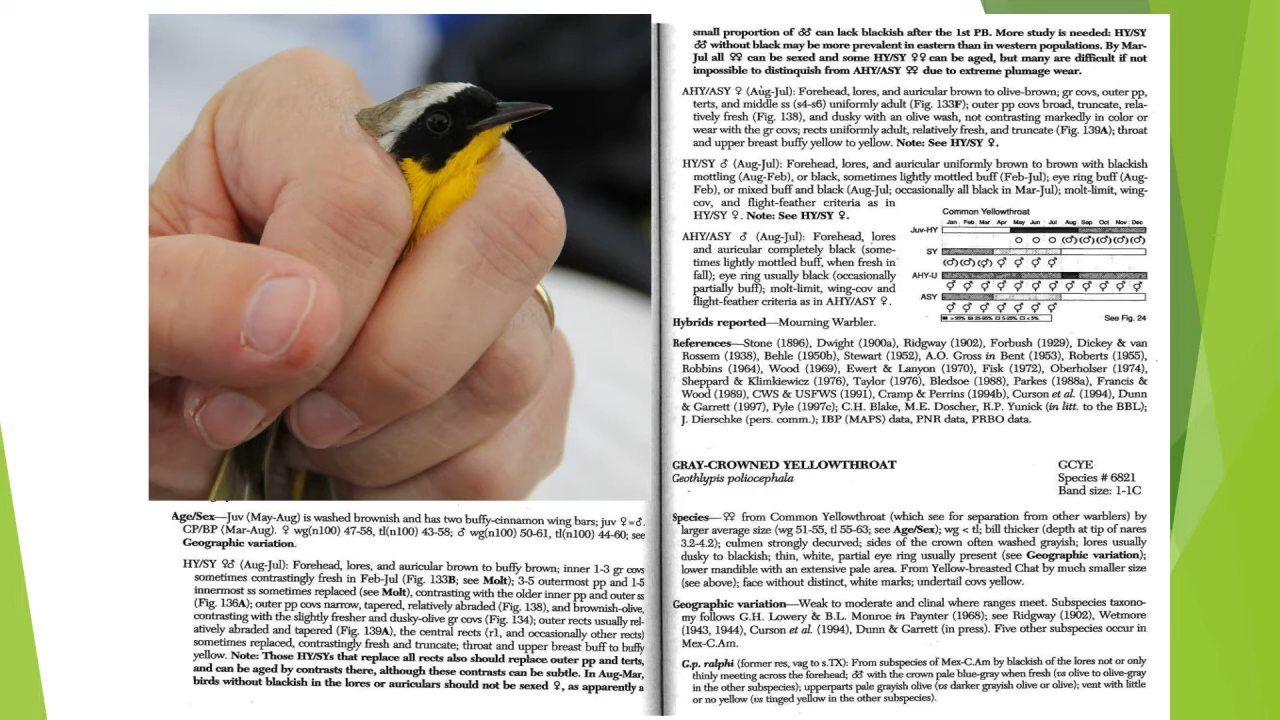 Age/Sex—Juv (May-Aug) is washed brownish and has two buffy-cinnamon wing bars; juv ♀=♂.
CP/BP (Mar-Aug). ♀ wg(n100) 47-58, tl(n100) 43-58; ♂ wg(n100) 50-61, tl(n100) 44-60; see
Geographic variation.
HY/SY ♀♂ (Aug-Jul): Forehead, lores, and auricular brown to buffy brown; inner 1-3 gr covs
sometimes contrastingly fresh in Feb-Jul (Fig. 133B; see Molt); 3-5 outermost pp and 1-5
innermost ss sometimes replaced (see Molt), contrasting with the older inner pp and outer ss
(Fig. 136A); outer pp covs narrow, tapered, relatively abraded (Fig. 138), and brownish-olive,
contrasting with the slightly fresher and dusky-olive gr covs (Fig. 134); outer rects usually rel-
atively abraded and tapered (Fig. 139A), the central rects (r1, and occasionally other rects)
sometimes replaced, contrastingly fresh and truncate; throat and upper breast buff to buffy
yellow. Note: Those HY/SYs that replace all rects also should replace outer pp and terts,
and can be aged by contrasts there, although these contrasts can be subtle. In Aug-Mar,
birds without blackish in the lores or auriculars should not be sexed ♀, as apparently a
small proportion of ♂♂ can lack blackish after the 1st PB. More study is needed: HY/SY
♂♂ without black may be more prevalent in eastern than in western populations. By Mar-
Jul all ♀♀ can be sexed and some HY/SY ♀♀ can be aged, but many are difficult if not
impossible to distinquish from AHY/ASY ♀♀ due to extreme plumage wear.
AHY/ASY ♀ (Aug-Jul): Forehead, lores, and auricular brown to olive-brown; gr covs, outer pp,
terts, and middle ss (s4-s6) uniformly adult (Fig. 133F); outer pp covs broad, truncate, rela-
tively fresh (Fig. 138), and dusky with an olive wash, not contrasting markedly in color or
wear with the gr covs; rects uniformly adult, relatively fresh, and truncate (Fig. 139A); throat
and upper breast buffy yellow to yellow. Note: See HY/SY ♀.
HY/SY ♂ (Aug-Jul): Forehead, lores, and auricular uniformly brown to brown with blackish
mottling (Aug-Feb), or black, sometimes lightly mottled buff (Feb-Jul); eye ring buff (Aug-
Feb), or mixed buff and black (Aug-Jul; occasionally all black in Mar-Jul); molt-limit, wing-
cov, and flight-feather criteria as in
HY/SY ♀. Note: See HY/SY ♀.
AHY/ASY ♂ (Aug-Jul): Forehead, lores
and auricular completely black (some-
times lightly mottled buff, when fresh in
fall); eye ring usually black (occasionally
partially buff); molt-limit, wing-cov and
flight-feather criteria as in AHY/ASY ♀.
Common Yellowthroat
Jan Feb Mar Apr May Jun Jul Aug Sep Oct Nov Dec
Juv-HY
SY
AHY-U
ASY
See Fig. 24
Hybrids reported—Mourning Warbler.
References—Stone (1896), Dwight (1900a), Ridgway (1902), Forbush (1929), Dickey & van
Rossem (1938), Behle (1950b), Stewart (1952), A.O. Gross in Bent (1953), Roberts (1955),
Robbins (1964), Wood (1969), Ewert & Lanyon (1970), Fisk (1972), Oberholser (1974),
Sheppard & Klimkiewicz (1976), Taylor (1976), Bledsoe (1988), Parkes (1988a), Francis &
Wood (1989), CWS & USFWS (1991), Cramp & Perrins (1994b), Curson et al. (1994), Dunn
& Garrett (1997), Pyle (1997c); C.H. Blake, M.E. Doscher, R.P. Yunick (in litt. to the BBL);
J. Dierschke (pers. comm.); IBP (MAPS) data, PNR data, PRBO data.
GRAY-CROWNED YELLOWTHROAT GCYE
Geothlypis poliocephala Species # 6821
Band size: 1-1C
Species—♀♀ from Common Yellowthroat (which see for separation from other warblers) by
larger average size (wg 51-55, tl 55-63; see Age/Sex); wg < tl; bill thicker (depth at tip of nares
3.2-4.2); culmen strongly decurved; sides of the crown often washed grayish; lores usually
dusky to blackish; thin, white, partial eye ring usually present (see Geographic variation);
lower mandible with an extensive pale area. From Yellow-breasted Chat by much smaller size
(see above); face without distinct, white marks; undertail covs yellow.
Geographic variation—Weak to moderate and clinal where ranges meet. Subspecies taxono-
my follows G.H. Lowery & B.L. Monroe in Paynter (1968); see Ridgway (1902), Wetmore
(1943, 1944), Curson et al. (1994), Dunn & Garrett (in press). Five other subspecies occur in
Mex-C.Am.
G.p. ralphi (former res, vag to s.TX): From subspecies of Mex-C.Am by blackish of the lores not or only
thinly meeting across the forehead; ♂♂ with the crown pale blue-gray when fresh (vs olive to olive-gray
in the other subspecies); upperparts pale grayish olive (vs darker grayish olive or olive); vent with little
or no yellow (vs tinged yellow in the other subspecies).